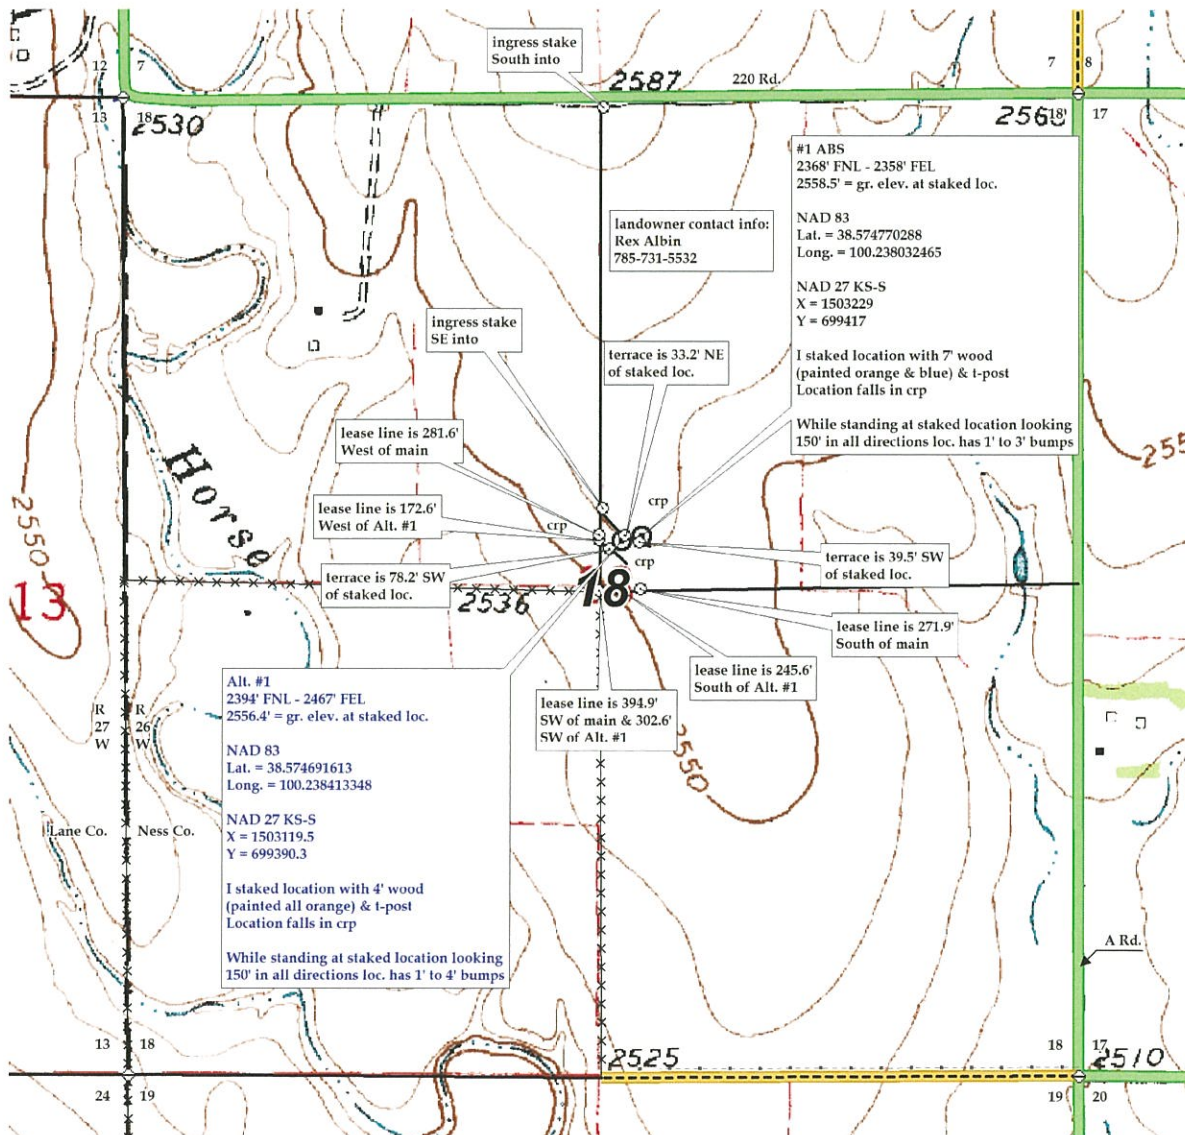 ingress stake
South into
12
7
2587
220 Rd.
7
8
13
18
2530
2560
18
17
#1 ABS
2368' FNL - 2358' FEL
2558.5' = gr. elev. at staked loc.
NAD 83
Lat. = 38.574770288
Long. = 100.238032465
NAD 27 KS-S
X = 1503229
Y = 699417
I staked location with 7' wood
(painted orange & blue) & t-post
Location falls in crp
While standing at staked location looking
150' in all directions loc. has 1' to 3' bumps
landowner contact info:
Rex Albin
785-731-5532
ingress stake
SE into
terrace is 33.2' NE
of staked loc.
lease line is 281.6'
West of main
Horse
255
2550
lease line is 172.6'
West of Alt. #1
crp
crp
crp
terrace is 39.5' SW
of staked loc.
terrace is 78.2' SW
of staked loc.
13
2536
18
lease line is 271.9'
South of main
lease line is 245.6'
South of Alt. #1
lease line is 394.9'
SW of main & 302.6'
SW of Alt. #1
2550
Alt. #1
2394' FNL - 2467' FEL
2556.4' = gr. elev. at staked loc.
NAD 83
Lat. = 38.574691613
Long. = 100.238413348
NAD 27 KS-S
X = 1503119.5
Y = 699390.3
I staked location with 4' wood
(painted all orange) & t-post
Location falls in crp
While standing at staked location looking
150' in all directions loc. has 1' to 4' bumps
R
27
W
R
26
W
Lane Co.
Ness Co.
A Rd.
13
18
2525
18
17
2510
24
19
19
20